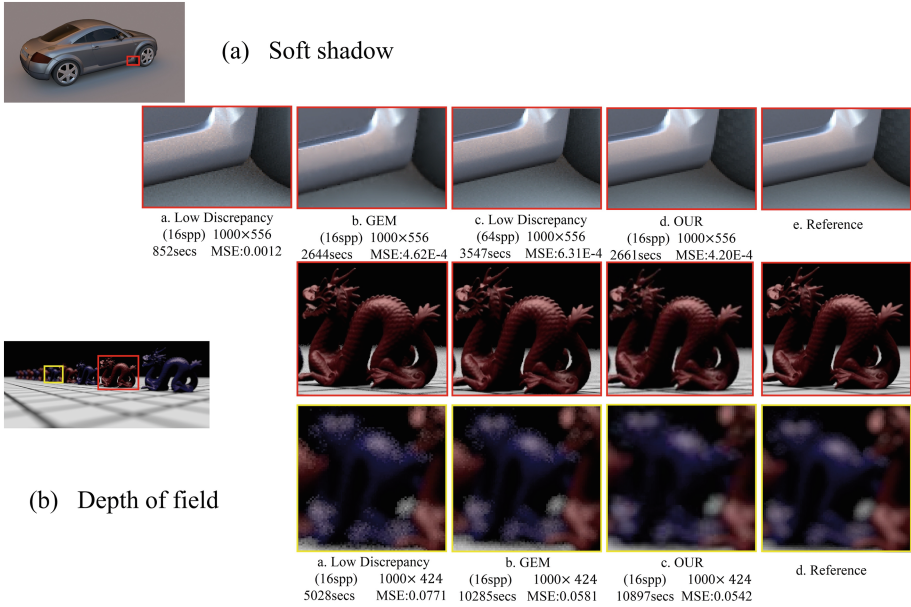 (a) Soft shadow
a. Low Discrepancy
(16spp) 1000×556
852secs MSE:0.0012
b. GEM
(16spp) 1000×556
2644secs MSE:4.62E-4
c. Low Discrepancy
(64spp) 1000×556
3547secs MSE:6.31E-4
d. OUR
(16spp) 1000×556
2661secs MSE:4.20E-4
e. Reference
(b) Depth of field
a. Low Discrepancy
(16spp) 1000× 424
5028secs MSE:0.0771
b. GEM
(16spp) 1000× 424
10285secs MSE:0.0581
c. OUR
(16spp) 1000× 424
10897secs MSE:0.0542
d. Reference